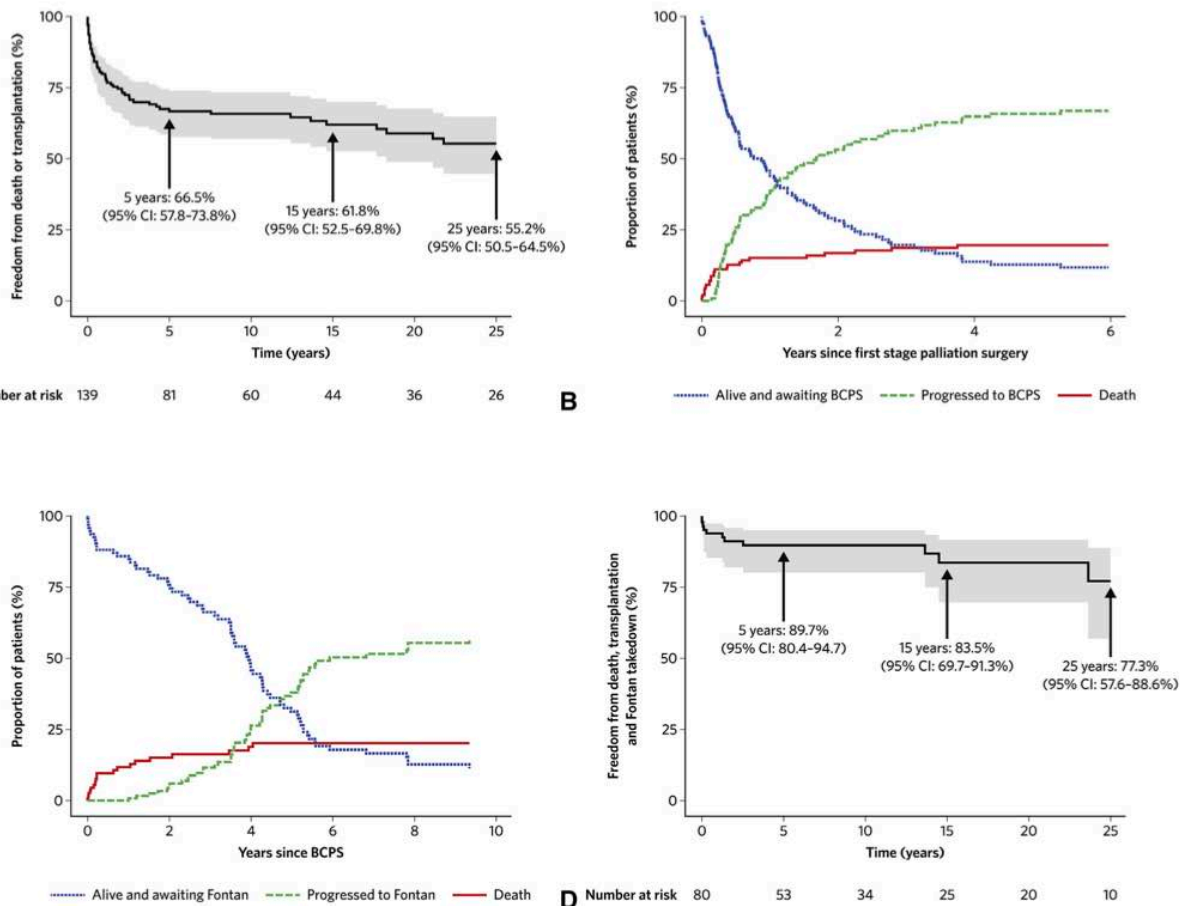 100
75
50
25
0
Freedom from death or transplantation (%)
5 years: 66.5%
(95% CI: 57.8–73.8%)
15 years: 61.8%
(95% CI: 52.5–69.8%)
25 years: 55.2%
(95% CI: 50.5–64.5%)
0 5 10 15 20 25
Time (years)
at risk 139 81 60 44 36 26
100
75
50
25
0
Proportion of patients (%)
0 2 4 6
Years since first stage palliation surgery
B
Alive and awaiting BCPS Progressed to BCPS Death
100
75
50
25
0
Proportion of patients (%)
0 2 4 6 8 10
Years since BCPS
Alive and awaiting Fontan Progressed to Fontan Death
100
75
50
25
0
Freedom from death, transplantation
and Fontan takedown (%)
5 years: 89.7%
(95% CI: 80.4–94.7)
15 years: 83.5%
(95% CI: 69.7–91.3%)
25 years: 77.3%
(95% CI: 57.6–88.6%)
0 5 10 15 20 25
Time (years)
D Number at risk 80 53 34 25 20 10